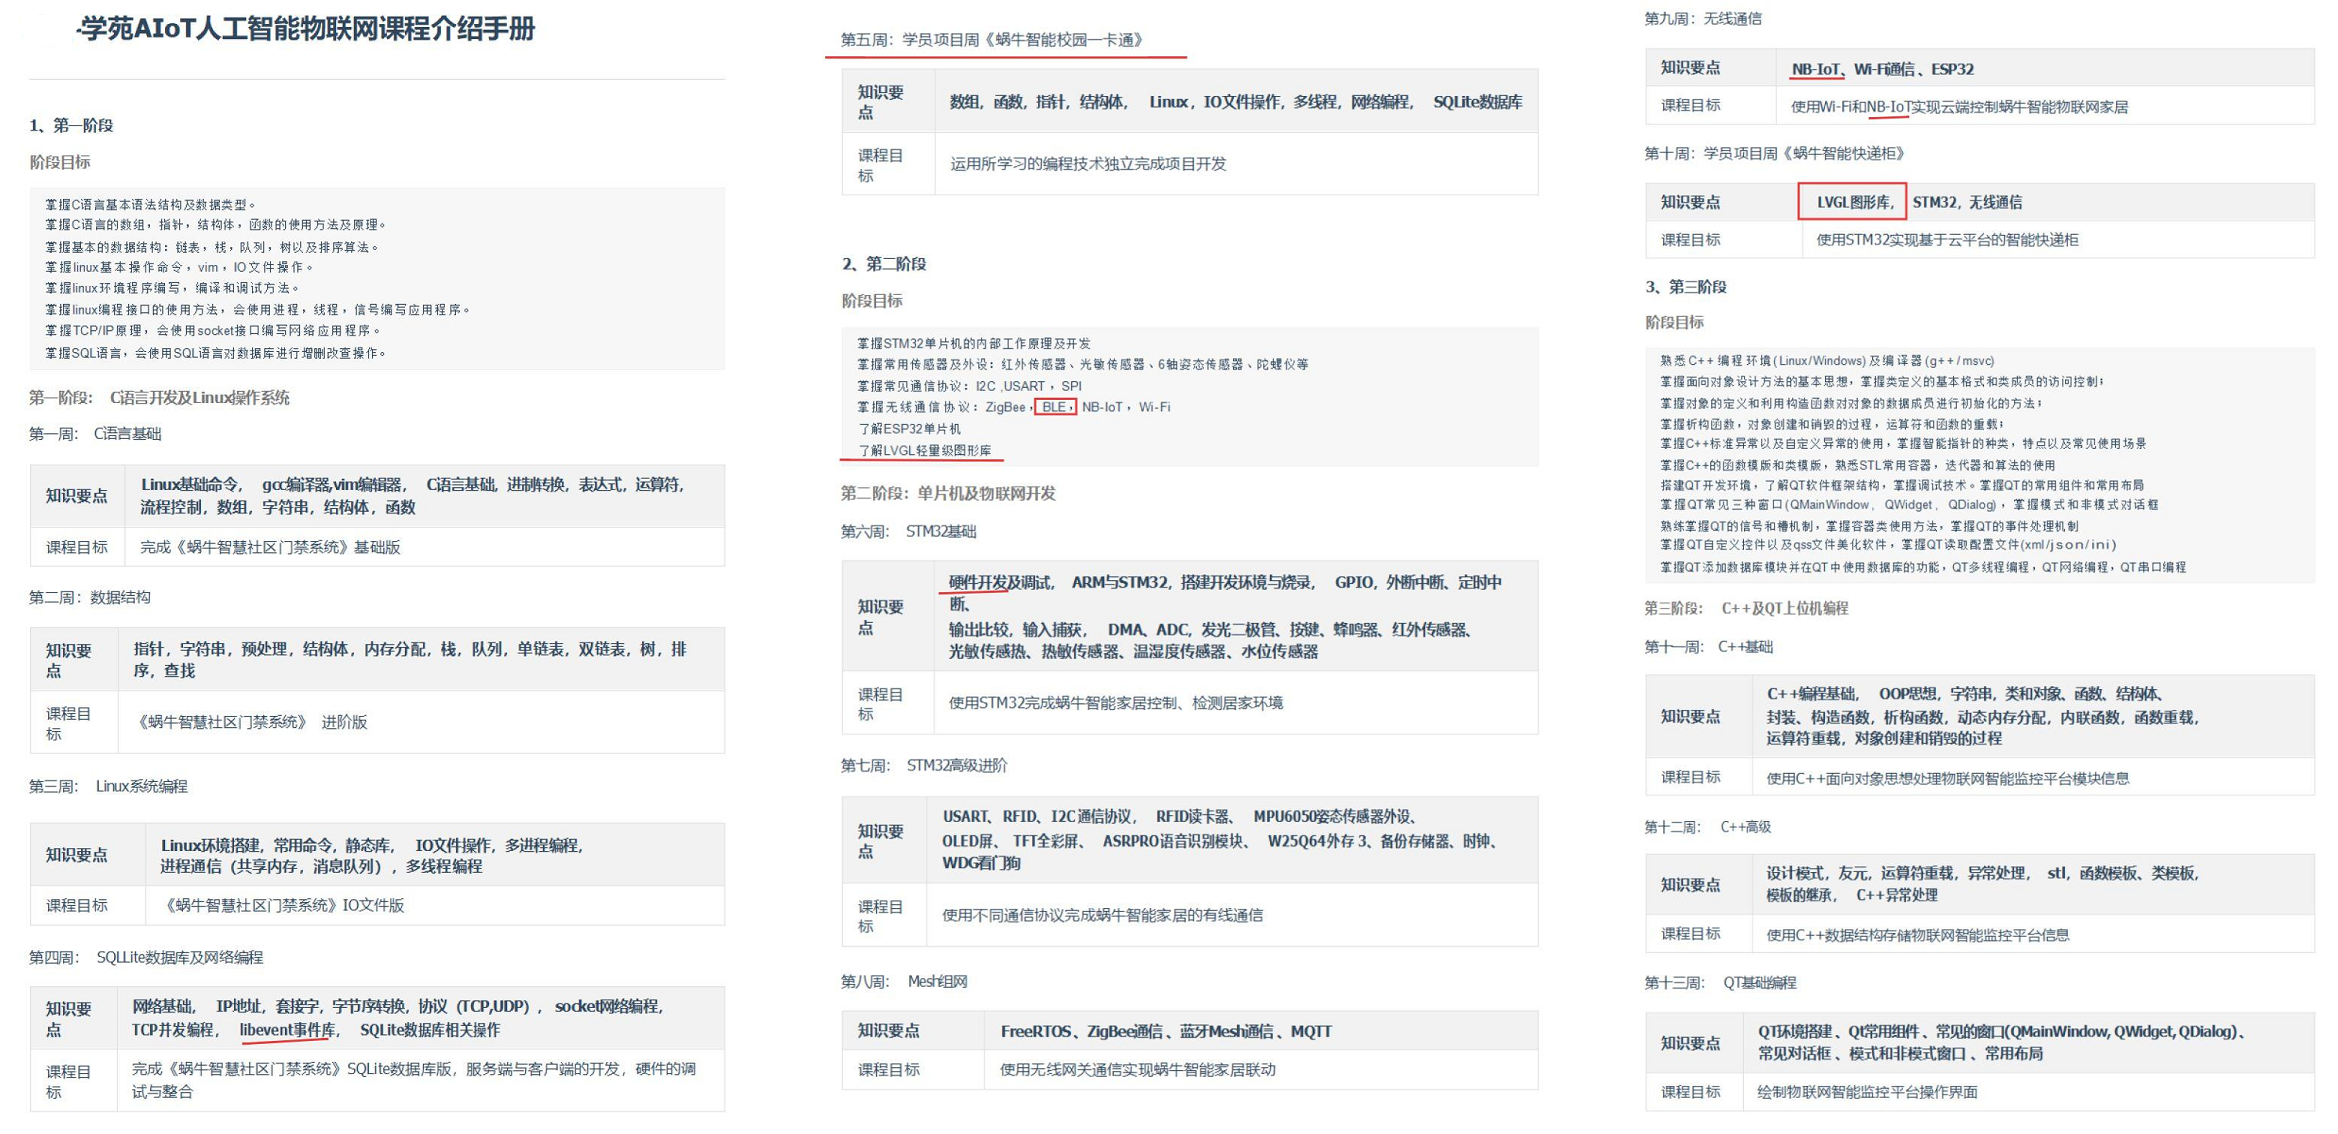 学苑AIoT人工智能物联网课程介绍手册
1、第一阶段
阶段目标
掌握C语言基本语法结构及数据类型。
掌握C语言的数组，指针，结构体，函数的使用方法及原理。
掌握基本的数据结构：链表，栈，队列，树以及排序算法。
掌握linux基本操作命令，vim，IO文件操作。
掌握linux环境程序编写，编译和调试方法。
掌握linux编程接口的使用方法，会使用进程，线程，信号编写应用程序。
掌握TCP/IP原理，会使用socket接口编写网络应用程序。
掌握SQL语言，会使用SQL语言对数据库进行增删改查操作。
第一阶段： C语言开发及Linux操作系统
第一周： C语言基础
知识要点
Linux基础命令， gcc编译器,vim编辑器， C语言基础，进制转换，表达式，运算符，
流程控制，数组，字符串，结构体，函数
课程目标
完成《蜗牛智慧社区门禁系统》基础版
第二周：数据结构
知识要
点
指针，字符串，预处理，结构体，内存分配，栈，队列，单链表，双链表，树，排
序，查找
课程目
标
《蜗牛智慧社区门禁系统》 进阶版
第三周： Linux系统编程
知识要点
Linux环境搭建，常用命令，静态库， IO文件操作，多进程编程，
进程通信（共享内存，消息队列），多线程编程
课程目标
《蜗牛智慧社区门禁系统》IO文件版
第四周： SQLLite数据库及网络编程
知识要
点
网络基础， IP地址，套接字，字节序转换，协议（TCP,UDP），socket网络编程，
TCP并发编程， libevent事件库， SQLite数据库相关操作
课程目
标
完成《蜗牛智慧社区门禁系统》SQLite数据库版，服务端与客户端的开发，硬件的调
试与整合
第五周：学员项目周《蜗牛智能校园一卡通》
知识要
点
数组，函数，指针，结构体， Linux，IO文件操作，多线程，网络编程， SQLite数据库
课程目
标
运用所学习的编程技术独立完成项目开发
2、第二阶段
阶段目标
掌握STM32单片机的内部工作原理及开发
掌握常用传感器及外设：红外传感器、光敏传感器、6轴姿态传感器、陀螺仪等
掌握常见通信协议：I2C ,USART ，SPI
掌握无线通信协议：ZigBee，BLE，NB-IoT，Wi-Fi
了解ESP32单片机
了解LVGL轻量级图形库
第二阶段：单片机及物联网开发
第六周： STM32基础
知识要
点
硬件开发及调试， ARM与STM32，搭建开发环境与烧录， GPIO，外断中断、定时中
断、
输出比较，输入捕获， DMA、ADC，发光二极管、按键、蜂鸣器、红外传感器、
光敏传感热、热敏传感器、温湿度传感器、水位传感器
课程目
标
使用STM32完成蜗牛智能家居控制、检测居家环境
第七周： STM32高级进阶
知识要
点
USART、RFID、I2C通信协议， RFID读卡器、 MPU6050姿态传感器外设、
OLED屏、 TFT全彩屏、 ASRPRO语音识别模块、 W25Q64外存 3、备份存储器、时钟、
WDG看门狗
课程目
标
使用不同通信协议完成蜗牛智能家居的有线通信
第八周： Mesh组网
知识要点
FreeRTOS、ZigBee通信、蓝牙Mesh通信、MQTT
课程目标
使用无线网关通信实现蜗牛智能家居联动
第九周：无线通信
知识要点
NB-IoT、Wi-Fi通信、ESP32
课程目标
使用Wi-Fi和NB-IoT实现云端控制蜗牛智能物联网家居
第十周：学员项目周《蜗牛智能快递柜》
知识要点
LVGL图形库， STM32，无线通信
课程目标
使用STM32实现基于云平台的智能快递柜
3、第三阶段
阶段目标
熟悉C++编程环境(Linux/Windows)及编译器(g++/msvc)
掌握面向对象设计方法的基本思想，掌握类定义的基本格式和类成员的访问控制；
掌握对象的定义和利用构造函数对对象的数据成员进行初始化的方法；
掌握析构函数，对象创建和销毁的过程，运算符和函数的重载；
掌握C++标准异常以及自定义异常的使用，掌握智能指针的种类，特点以及常见使用场景
掌握C++的函数模版和类模版，熟悉STL常用容器，迭代器和算法的使用
搭建QT开发环境，了解QT软件框架结构，掌握调试技术。掌握QT的常用组件和常用布局
掌握QT常见三种窗口(QMainWindow，QWidget，QDialog)，掌握模式和非模式对话框
熟练掌握QT的信号和槽机制，掌握容器类使用方法，掌握QT的事件处理机制
掌握QT自定义控件以及qss文件美化软件，掌握QT读取配置文件(xml/json/ini)
掌握QT添加数据库模块并在QT中使用数据库的功能，QT多线程编程，QT网络编程，QT串口编程
第三阶段： C++及QT上位机编程
第十一周： C++基础
知识要点
C++编程基础， OOP思想，字符串，类和对象、函数、结构体、
封装、构造函数，析构函数，动态内存分配，内联函数，函数重载，
运算符重载，对象创建和销毁的过程
课程目标
使用C++面向对象思想处理物联网智能监控平台模块信息
第十二周： C++高级
知识要点
设计模式，友元，运算符重载，异常处理， stl，函数模板、类模板，
模板的继承， C++异常处理
课程目标
使用C++数据结构存储物联网智能监控平台信息
第十三周： QT基础编程
知识要点
QT环境搭建、Qt常用组件、常见的窗口(QMainWindow, QWidget, QDialog)、
常见对话框、模式和非模式窗口、常用布局
课程目标
绘制物联网智能监控平台操作界面